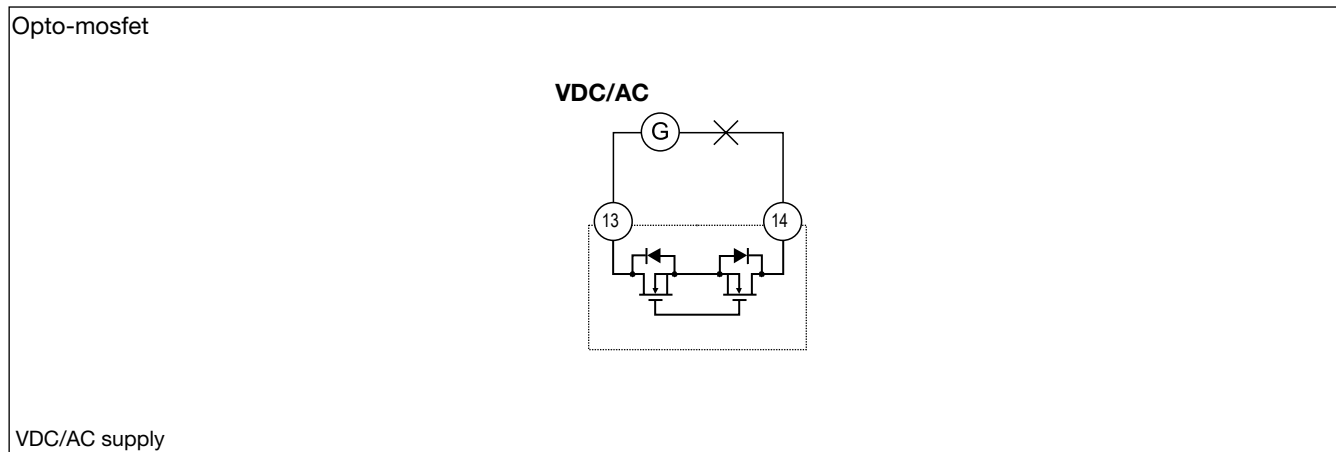 Opto-mosfet
VDC/AC
G
13
14
VDC/AC supply